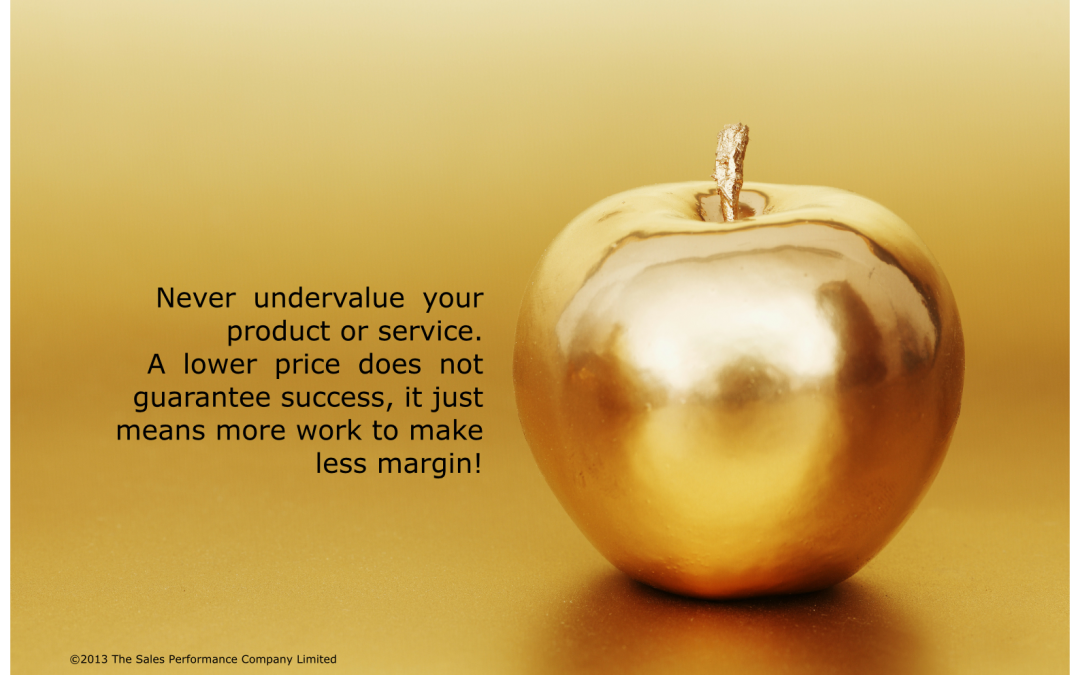 Never undervalue your
product or service.
A lower price does not
guarantee success, it just
means more work to make
less margin!
©2013 The Sales Performance Company Limited